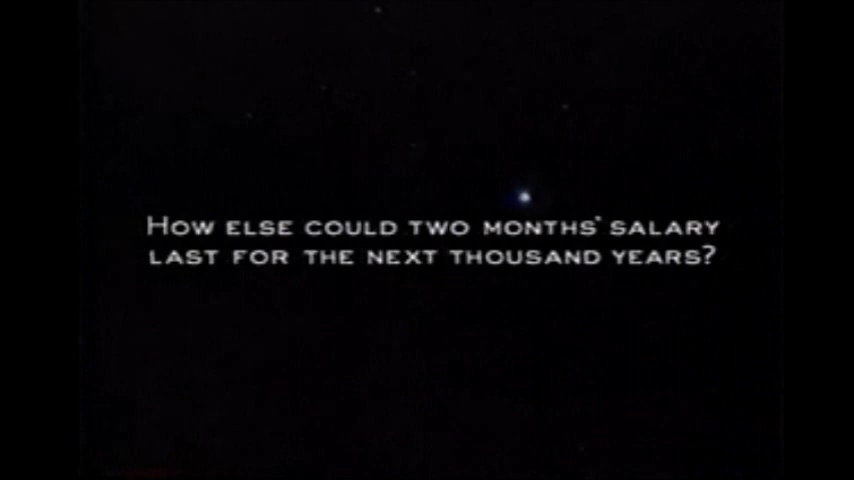 How else could two months' salary
last for the next thousand years?